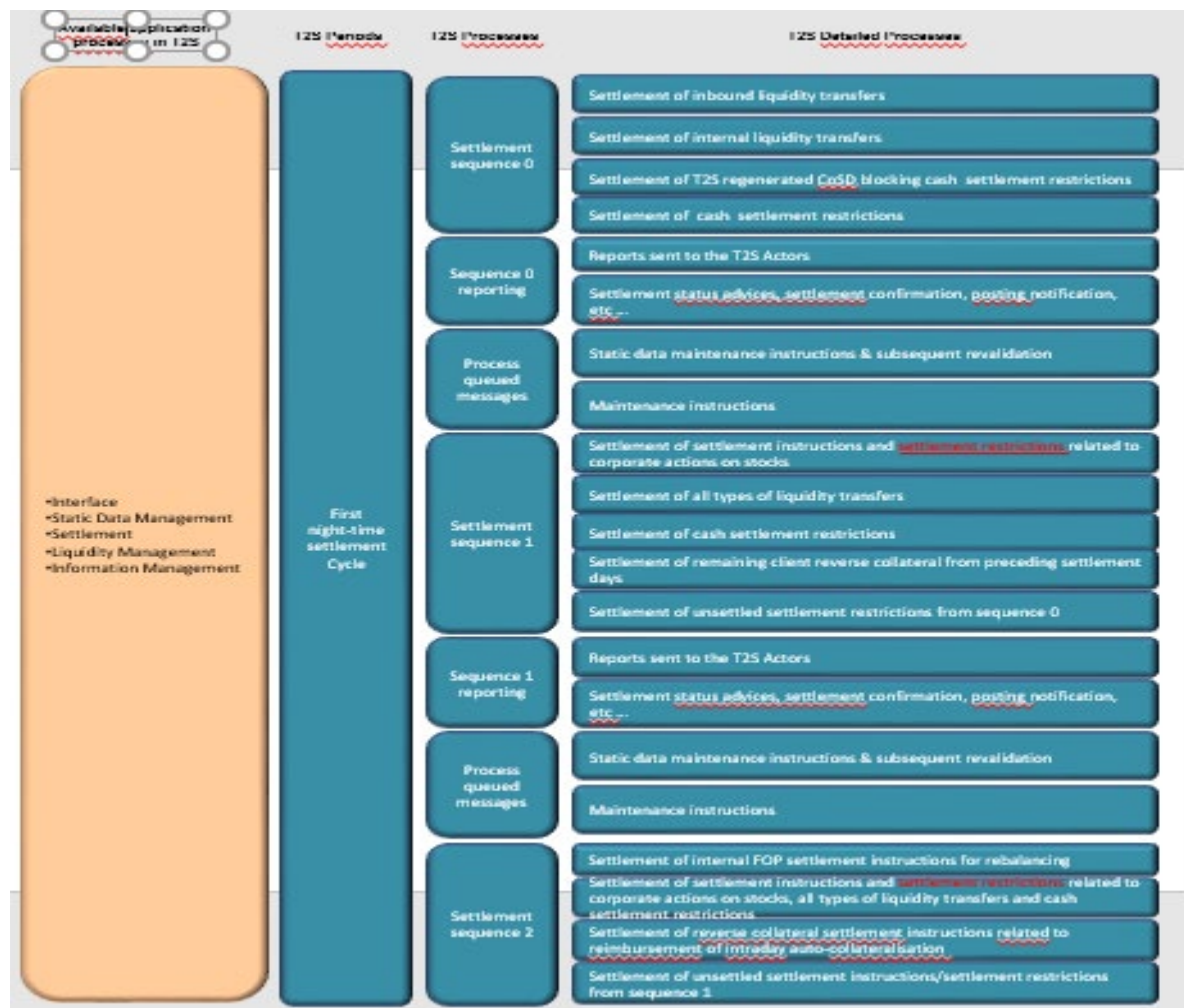 Available application
processes in T2S
T2S Periods
T2S Processes
T2S Detailed Processes
•Interface
•Static Data Management
•Settlement
•Liquidity Management
•Information Management
First
night-time
settlement
Cycle
Settlement
sequence 0
Settlement of inbound liquidity transfers
Settlement of internal liquidity transfers
Settlement of T2S regenerated CoSD blocking cash settlement restrictions
Settlement of cash settlement restrictions
Sequence 0
reporting
Reports sent to the T2S Actors
Settlement status advices, settlement confirmation, posting notification,
etc ...
Process
queued
messages
Static data maintenance instructions & subsequent revalidation
Maintenance instructions
Settlement
sequence 1
Settlement of settlement instructions and settlement restrictions related to
corporate actions on stocks
Settlement of all types of liquidity transfers
Settlement of cash settlement restrictions
Settlement of remaining client reverse collateral from preceding settlement
days
Settlement of unsettled settlement restrictions from sequence 0
Sequence 1
reporting
Reports sent to the T2S Actors
Settlement status advices, settlement confirmation, posting notification,
etc ...
Process
queued
messages
Static data maintenance instructions & subsequent revalidation
Maintenance instructions
Settlement
sequence 2
Settlement of internal FOP settlement instructions for rebalancing
Settlement of settlement instructions and settlement restrictions related to
corporate actions on stocks, all types of liquidity transfers and cash
settlement restrictions
Settlement of reverse collateral settlement instructions related to
reimbursement of intraday auto-collateralisation
Settlement of unsettled settlement instructions/settlement restrictions
from sequence 1